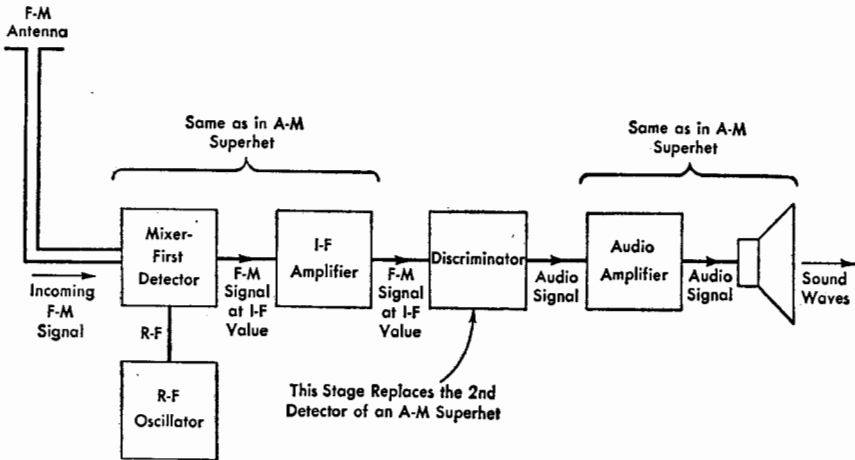 F-M
Antenna
Same as in A-M
Superhet
Same as in A-M
Superhet
Mixer-
First
Detector
I-F
Amplifier
Discriminator
Audio
Amplifier
Incoming
F-M
Signal
F-M
Signal
at I-F
Value
F-M
Signal
at I-F
Value
Audio
Signal
Audio
Signal
Sound
Waves
R-F
R-F
Oscillator
This Stage Replaces the 2nd
Detector of an A-M Superhet